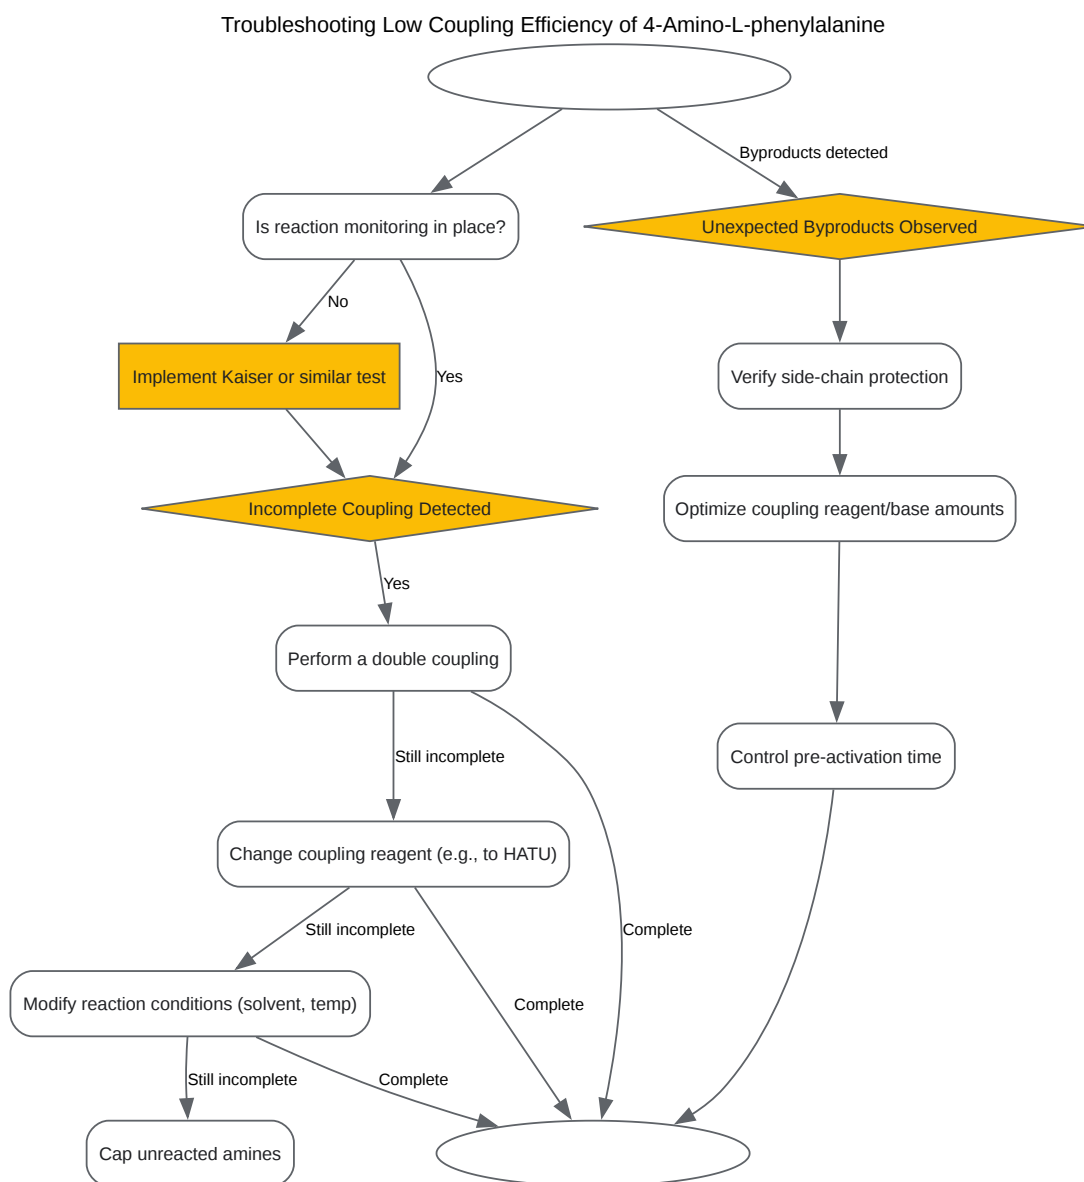 Troubleshooting Low Coupling Efficiency of 4-Amino-L-phenylalanine
Byproducts detected
Is reaction monitoring in place?
Unexpected Byproducts Observed
No
Implement Kaiser or similar test
Yes
Verify side-chain protection
Incomplete Coupling Detected
Optimize coupling reagent/base amounts
Yes
Perform a double coupling
Still incomplete
Control pre-activation time
Change coupling reagent (e.g., to HATU)
Still incomplete
Complete
Modify reaction conditions (solvent, temp)
Complete
Still incomplete
Complete
Cap unreacted amines